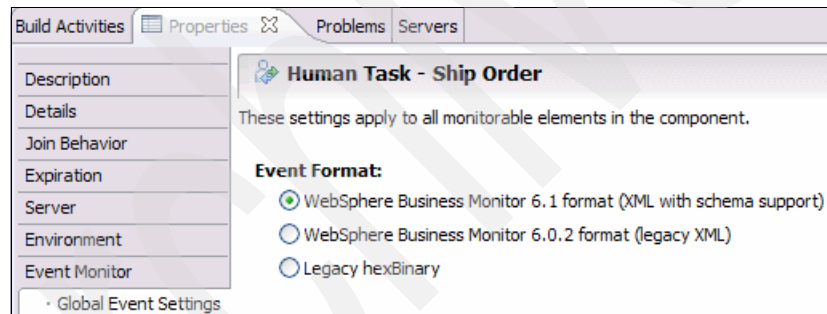 Build Activities Properties Problems Servers
Description
Details
Join Behavior
Expiration
Server
Environment
Event Monitor
· Global Event Settings
Human Task - Ship Order
These settings apply to all monitorable elements in the component.
Event Format:
WebSphere Business Monitor 6.1 format (XML with schema support)
WebSphere Business Monitor 6.0.2 format (legacy XML)
Legacy hexBinary